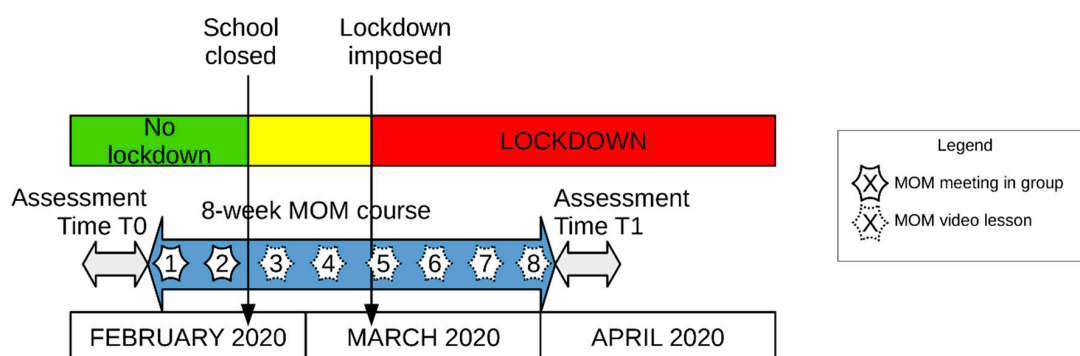 School
closed
Lockdown
imposed
No
lockdown
LOCKDOWN
Assessment
Time T0
8-week MOM course
Assessment
Time T1
1 2 3 4 5 6 7 8
FEBRUARY 2020 MARCH 2020 APRIL 2020
Legend
X MOM meeting in group
X MOM video lesson